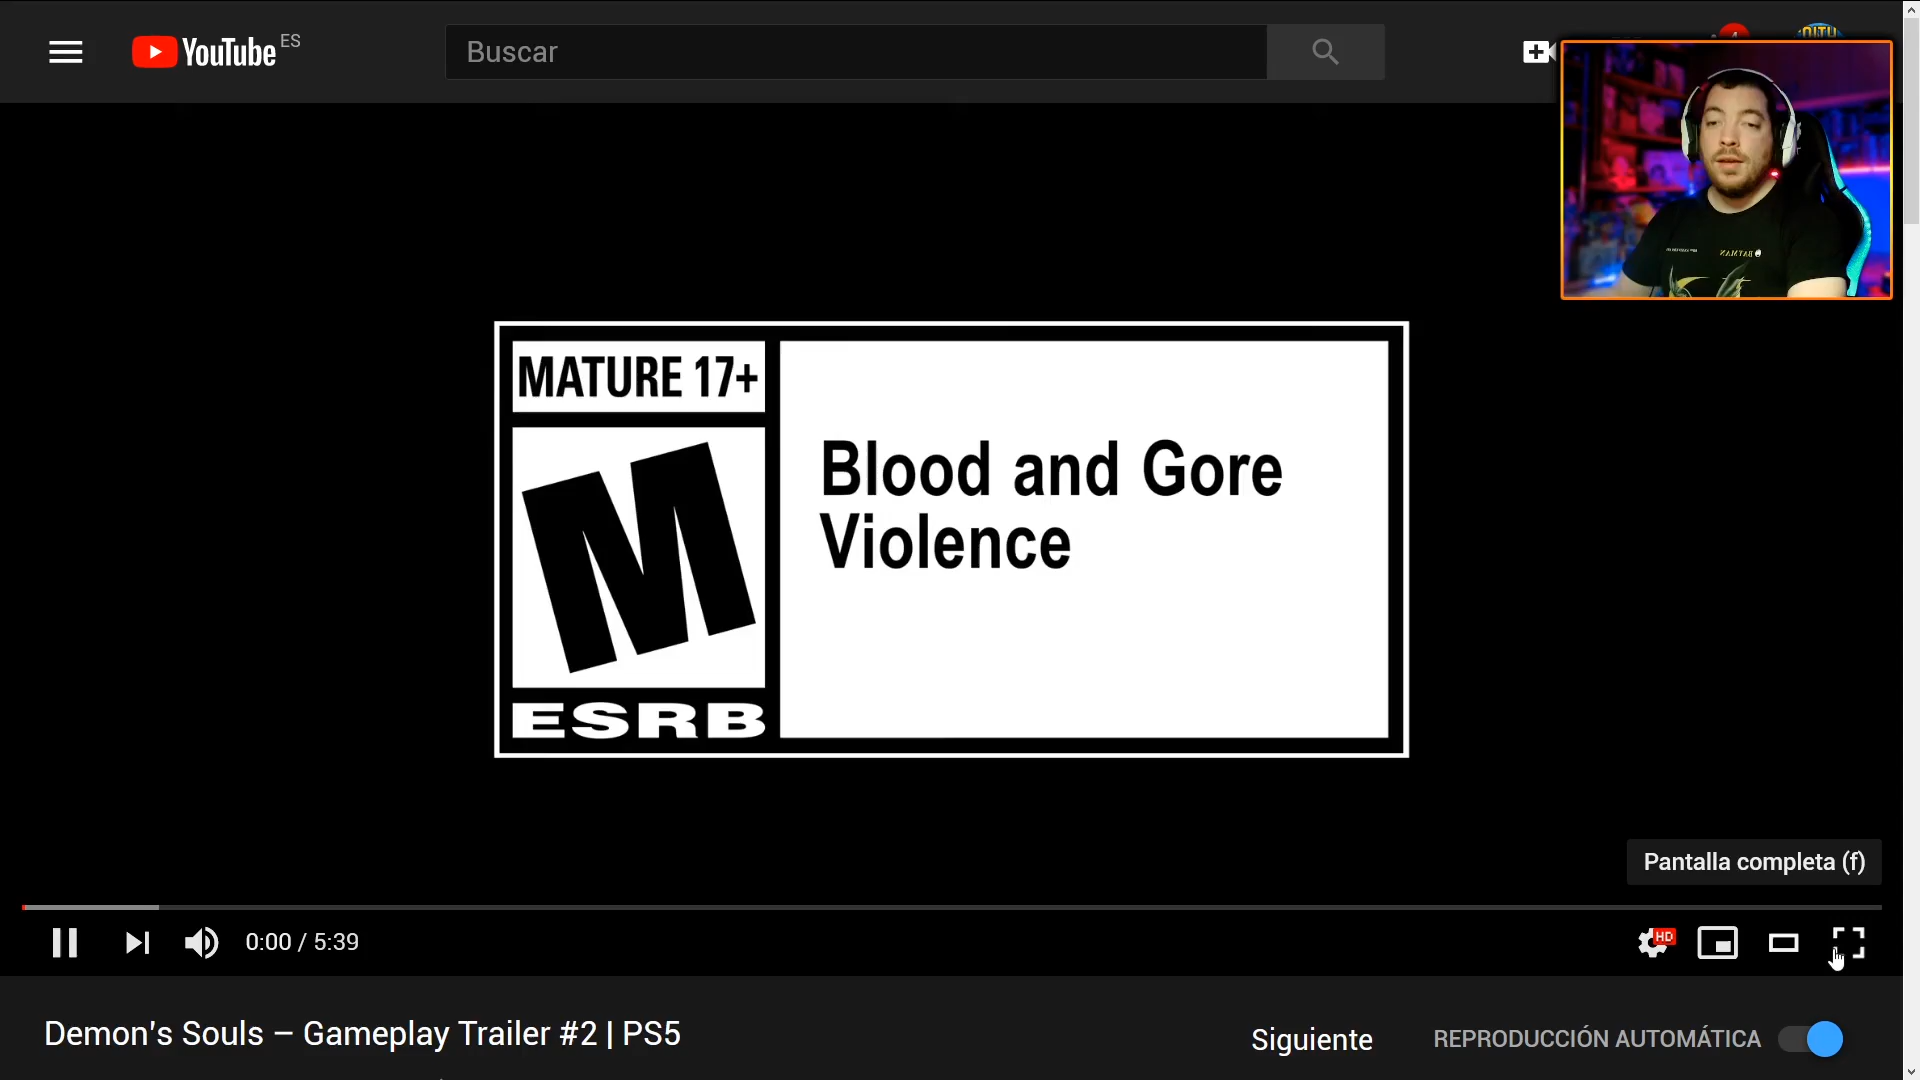 YouTube ES
Buscar
MATURE 17+
M
ESRB
Blood and Gore
Violence
Pantalla completa (f)
0:00 / 5:39
HD
Demon's Souls – Gameplay Trailer #2 | PS5
Siguiente
REPRODUCCIÓN AUTOMÁTICA